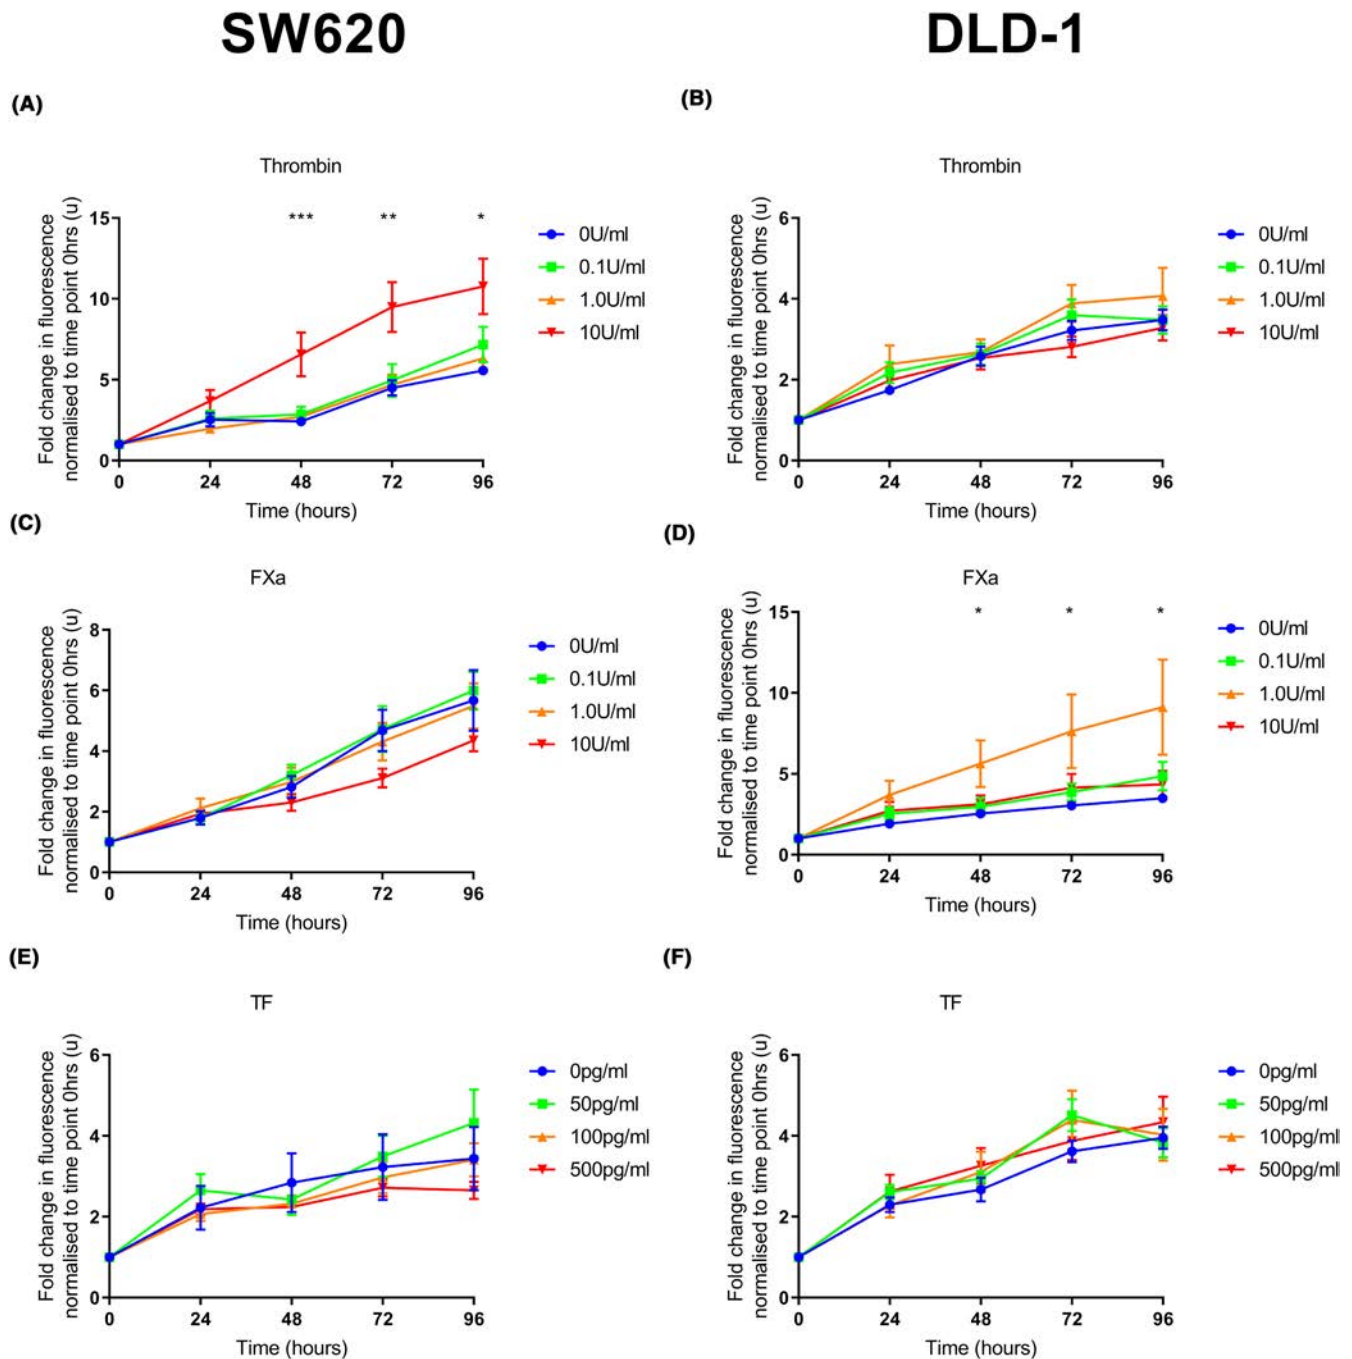 SW620
DLD-1
(A)
Thrombin
Fold change in fluorescence
normalised to time point 0hrs (u)
15
10
5
0
*** ** *
0 24 48 72 96
Time (hours)
0U/ml
0.1U/ml
1.0U/ml
10U/ml
(B)
Thrombin
Fold change in fluorescence
normalised to time point 0hrs (u)
6
4
2
0
0 24 48 72 96
Time (hours)
0U/ml
0.1U/ml
1.0U/ml
10U/ml
(C)
FXa
Fold change in fluorescence
normalised to time point 0hrs (u)
8
6
4
2
0
0 24 48 72 96
Time (hours)
0U/ml
0.1U/ml
1.0U/ml
10U/ml
(D)
FXa
Fold change in fluorescence
normalised to time point 0hrs (u)
15
10
5
0
* * *
0 24 48 72 96
Time (hours)
0U/ml
0.1U/ml
1.0U/ml
10U/ml
(E)
TF
Fold change in fluorescence
normalised to time point 0hrs (u)
6
4
2
0
0 24 48 72 96
Time (hours)
0pg/ml
50pg/ml
100pg/ml
500pg/ml
(F)
TF
Fold change in fluorescence
normalised to time point 0hrs (u)
6
4
2
0
0 24 48 72 96
Time (hours)
0pg/ml
50pg/ml
100pg/ml
500pg/ml